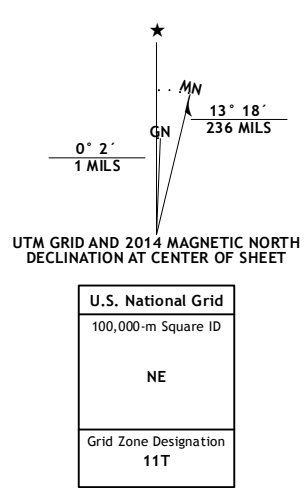 ★
MN
GN
13° 18´
236 MILS
0° 2´
1 MILS
UTM GRID AND 2014 MAGNETIC NORTH
DECLINATION AT CENTER OF SHEET
U.S. National Grid
100,000-m Square ID
NE
Grid Zone Designation
11T